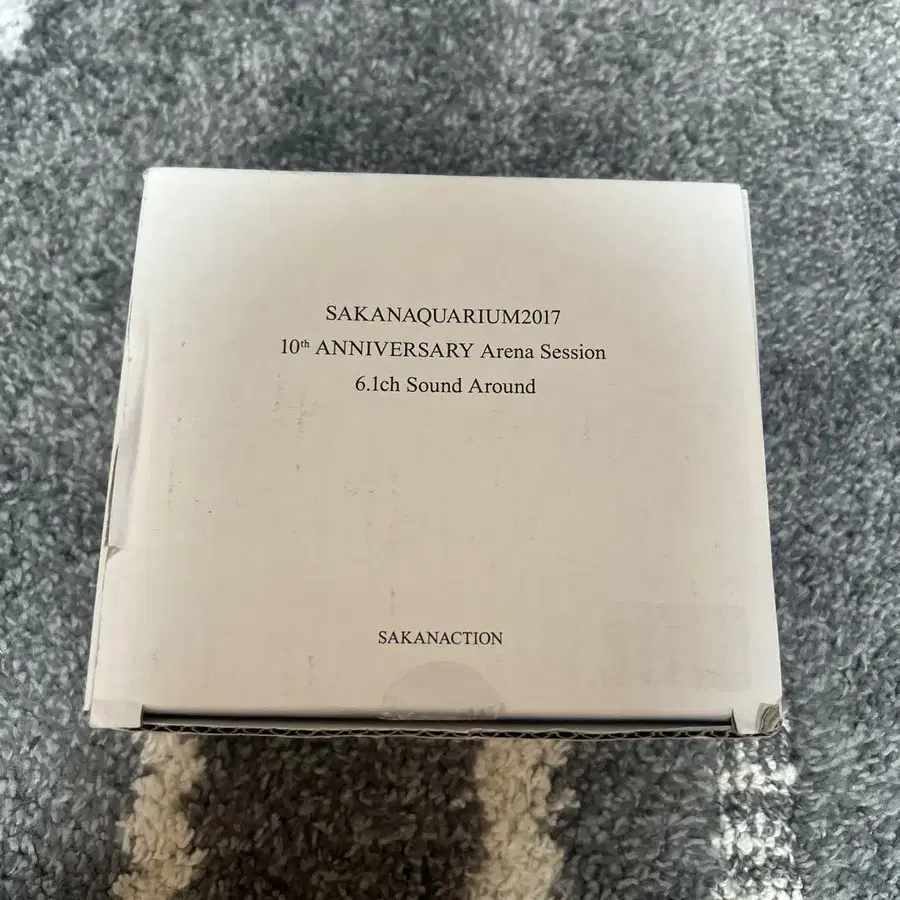 SAKANAQUARIUM2017
10th ANNIVERSARY Arena Session
6.1ch Sound Around
SAKANACTION